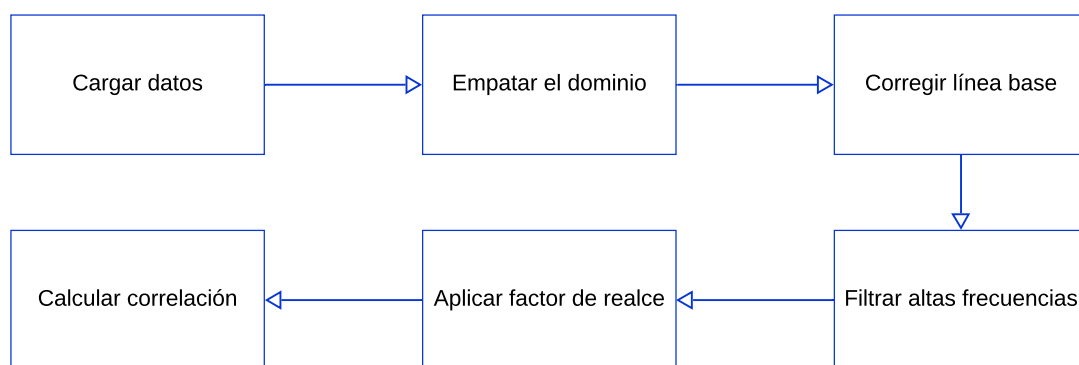 Cargar datos
Empatar el dominio
Corregir línea base
Filtrar altas frecuencias
Aplicar factor de realce
Calcular correlación